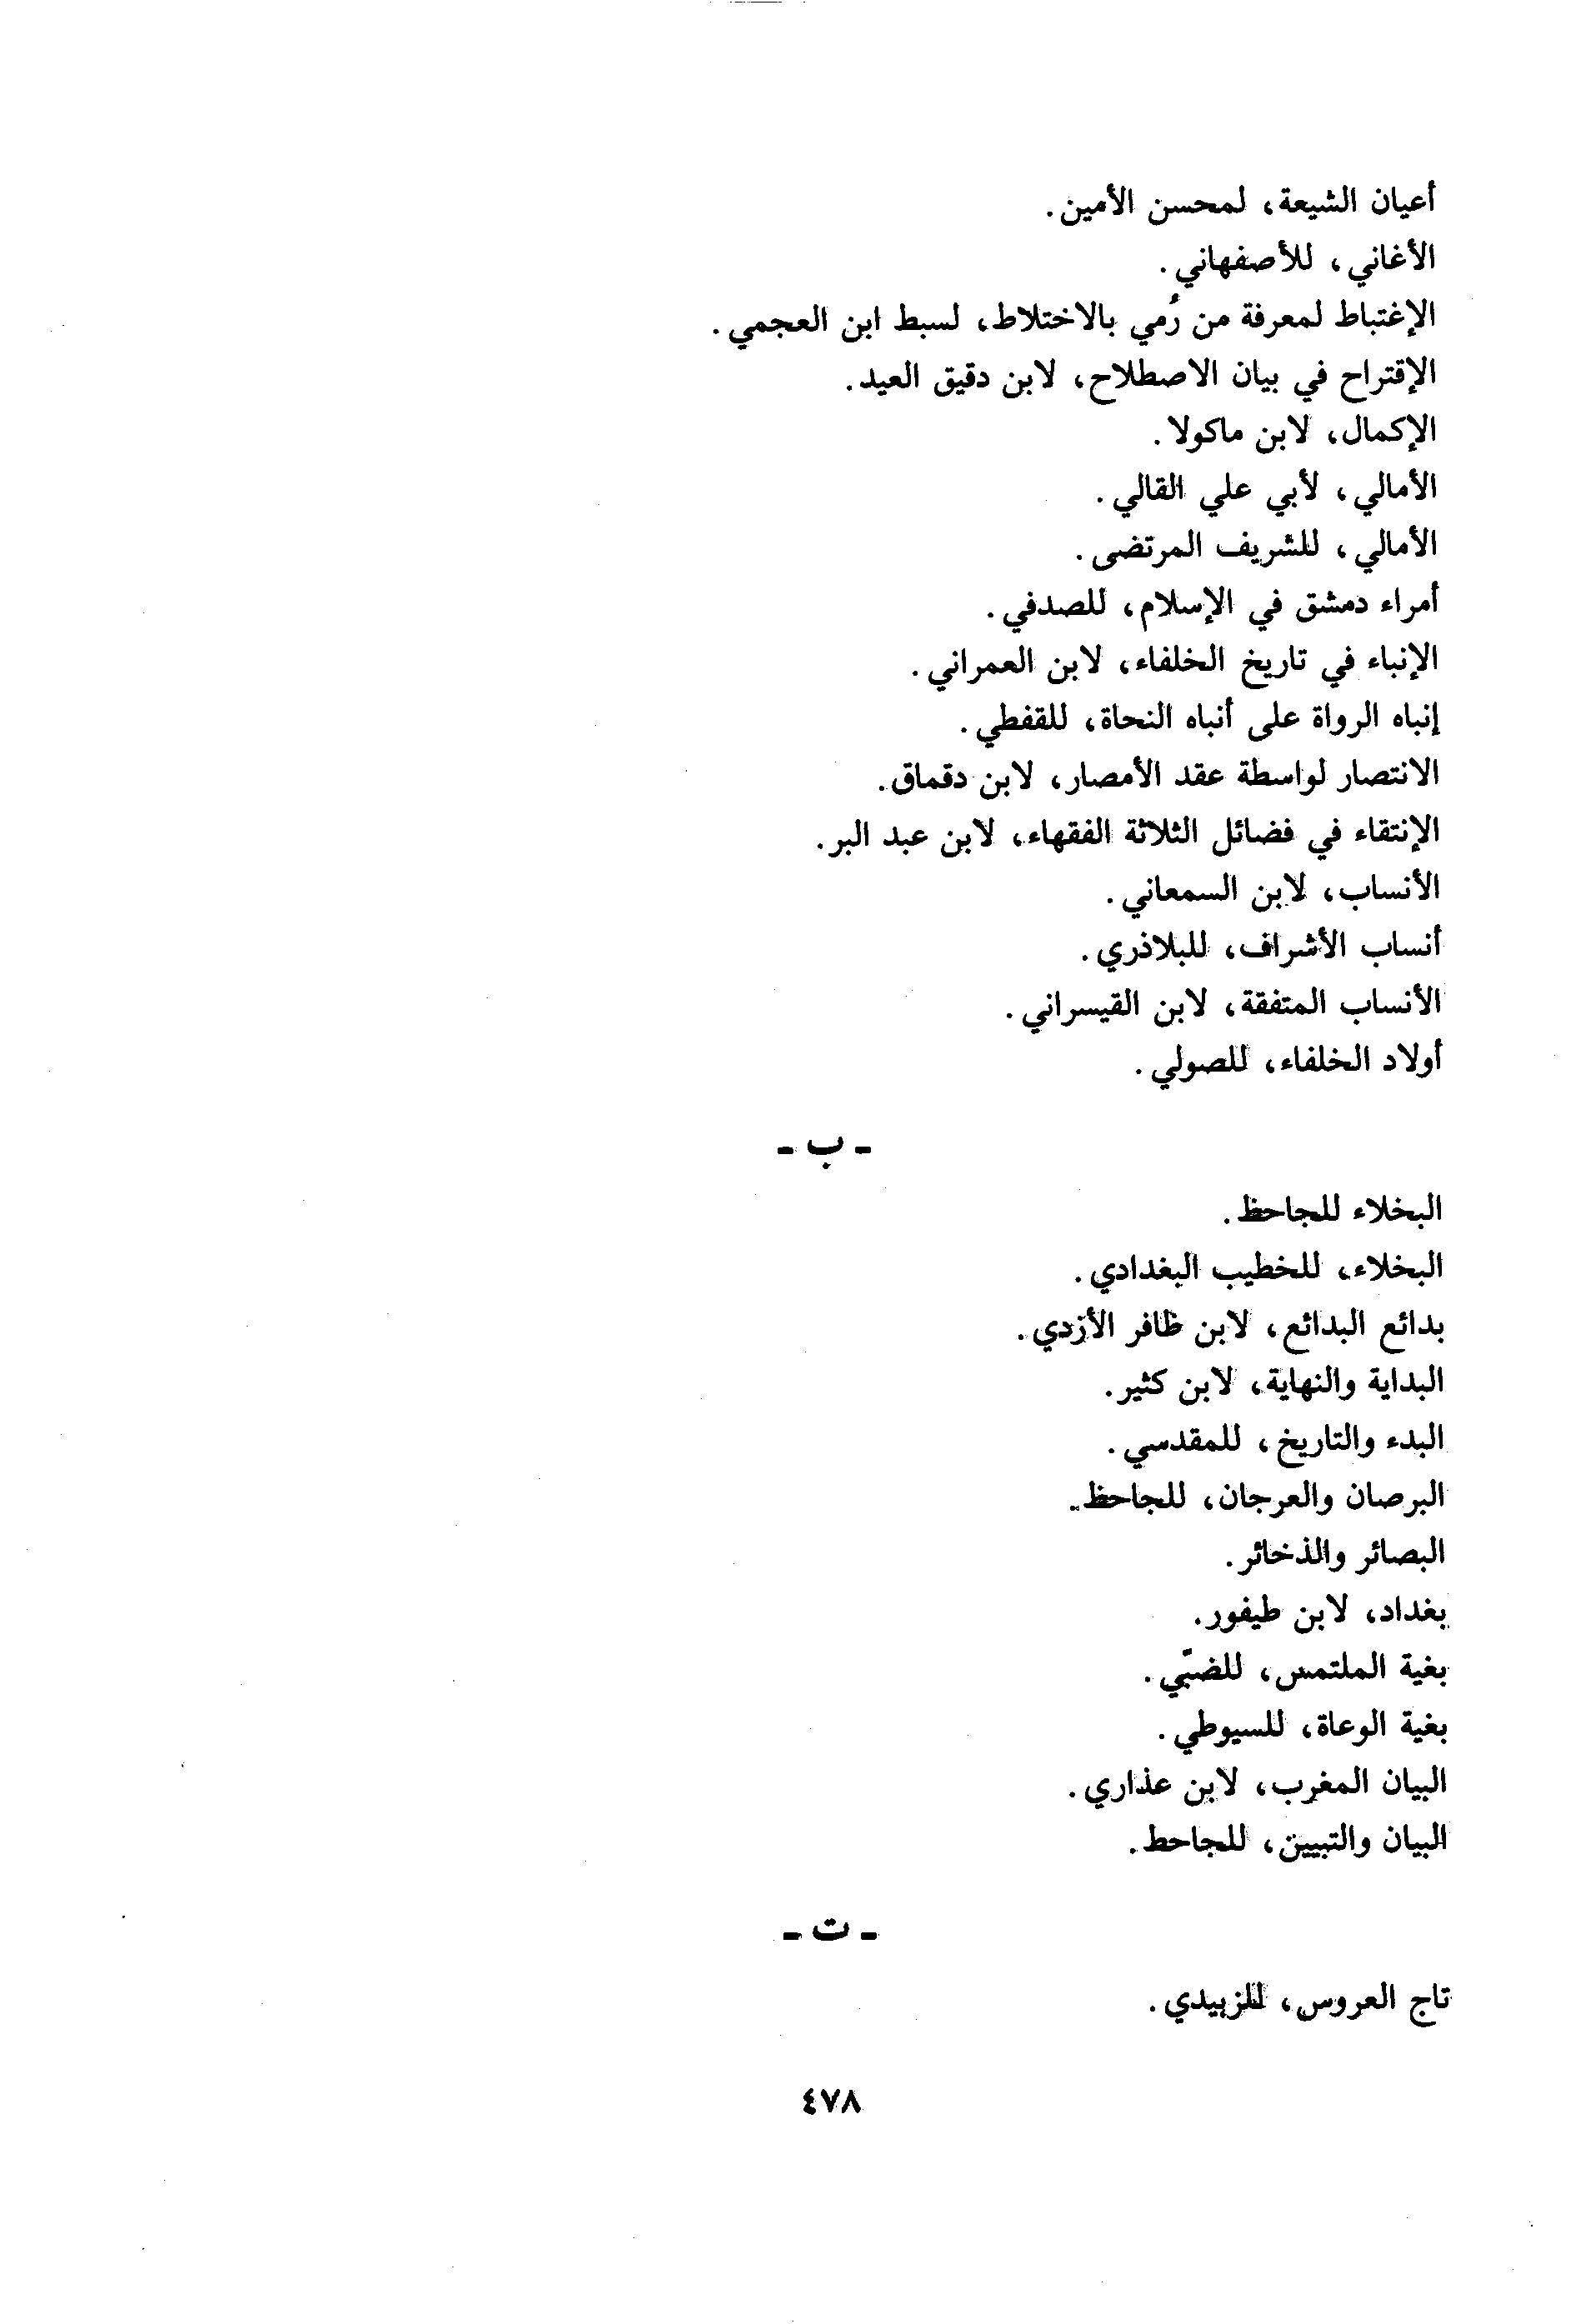 أعيان الشيعة، لمحسن الأمين.
الأغاني، للأصفهاني.
الإغتباط لمعرفة من رُمي بالاختلاط، لسبط ابن العجمي.
الإقتراح في بيان الاصطلاح، لابن دقيق العيد.
الإكمال، لابن ماكولا.
الأمالي، لأبي علي القالي.
الأمالي، للشريف المرتضى.
أمراء دمشق في الإسلام، للصدفي.
الإنباء في تاريخ الخلفاء، لابن العمراني.
إنباه الرواة على أنباه النحاة، للقفطي.
الانتصار لواسطة عقد الأمصار، لابن دقماق.
الإنتقاء في فضائل الثلاثة الفقهاء، لابن عبد البر.
الأنساب، لابن السمعاني.
أنساب الأشراف، للبلاذري.
الأنساب المتفقة، لابن القيسراني.
أولاد الخلفاء، للصولي.
- ب -
البخلاء للجاحظ.
البخلاء، للخطيب البغدادي.
بدائع البدائع، لابن ظافر الأزدي.
البداية والنهاية، لابن كثير.
البدء والتاريخ، للمقدسي.
البرصان والعرجان، للجاحظ.
البصائر والذخائر.
بغداد، لابن طيفور.
بغية الملتمس، للضبّي.
بغية الوعاة، للسيوطي.
البيان المغرب، لابن عذاري.
البيان والتبيين، للجاحط.
- ت -
تاج العروس، للزبيدي.
٤٧٨